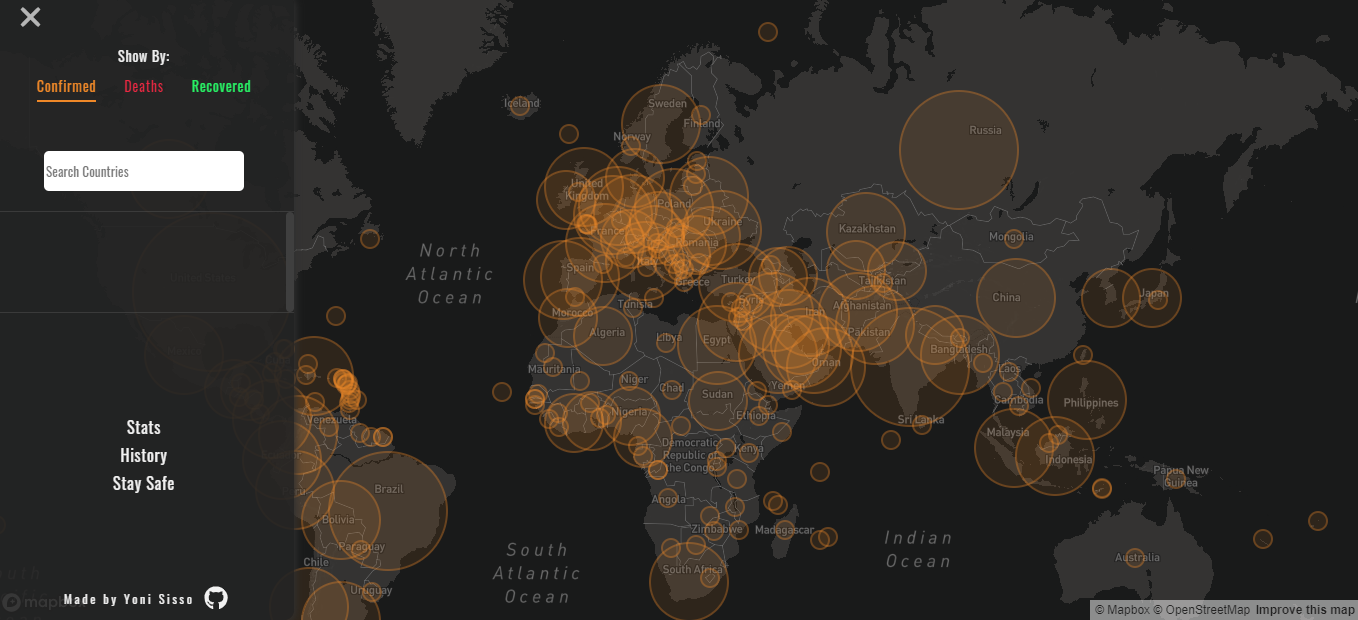 Show By:
Confirmed Deaths Recovered
Search Countries
Stats
History
Stay Safe
Made by Yoni Sisso
Iceland
Sweden
Finland
Norway
Russia
United
Kingdom
Poland
Ukraine
France
Romania
Kazakhstan
Mongolia
North
Atlantic
Ocean
Spain
Greece
Turkey
Tajikistan
China
Japan
Tunisia
Syria
Iran
Afghanistan
Morocco
Algeria
Libya
Egypt
Pakistan
Oman
Bangladesh
Mauritania
Niger
Chad
Sudan
Yemen
Laos
Cambodia
Philippines
Nigeria
Ethiopia
Sri Lanka
Venezuela
Malaysia
Democratic
Republic of
the Congo
Kenya
Indonesia
Papua New
Guinea
Brazil
Angola
Bolivia
Zimbabwe
Madagascar
Paraguay
Indian
Ocean
South
Atlantic
Ocean
Chile
South Africa
Australia
Uruguay
© Mapbox © OpenStreetMap Improve this map